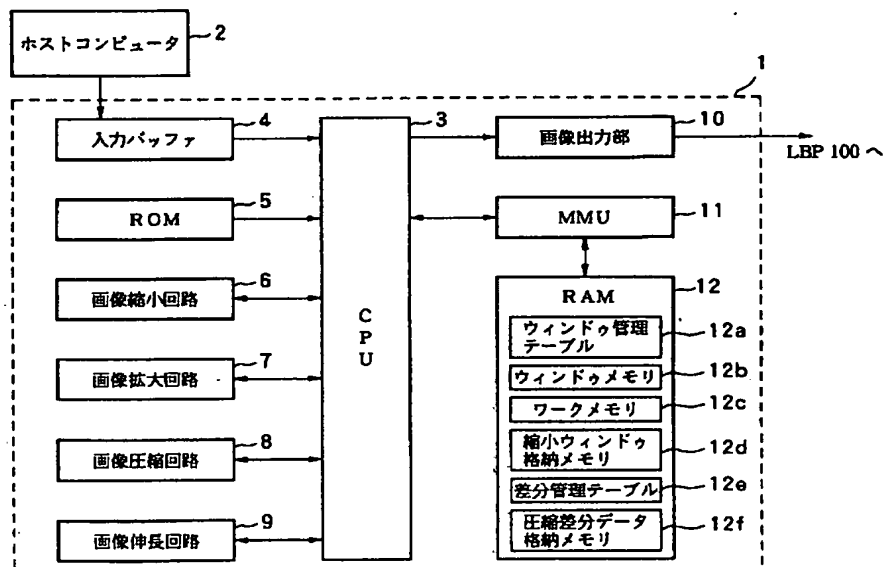 ホストコンピュータ
2
1
入力バッファ
4
3
画像出力部
10
LBP 100 へ
ROM
5
MMU
11
画像縮小回路
6
CPU
RAM
12
ウィンドゥ管理
テーブル
12a
画像拡大回路
7
ウィンドゥメモリ
12b
ワークメモリ
12c
画像圧縮回路
8
縮小ウィンドゥ
格納メモリ
12d
差分管理テーブル
12e
画像伸長回路
9
圧縮差分データ
格納メモリ
12f